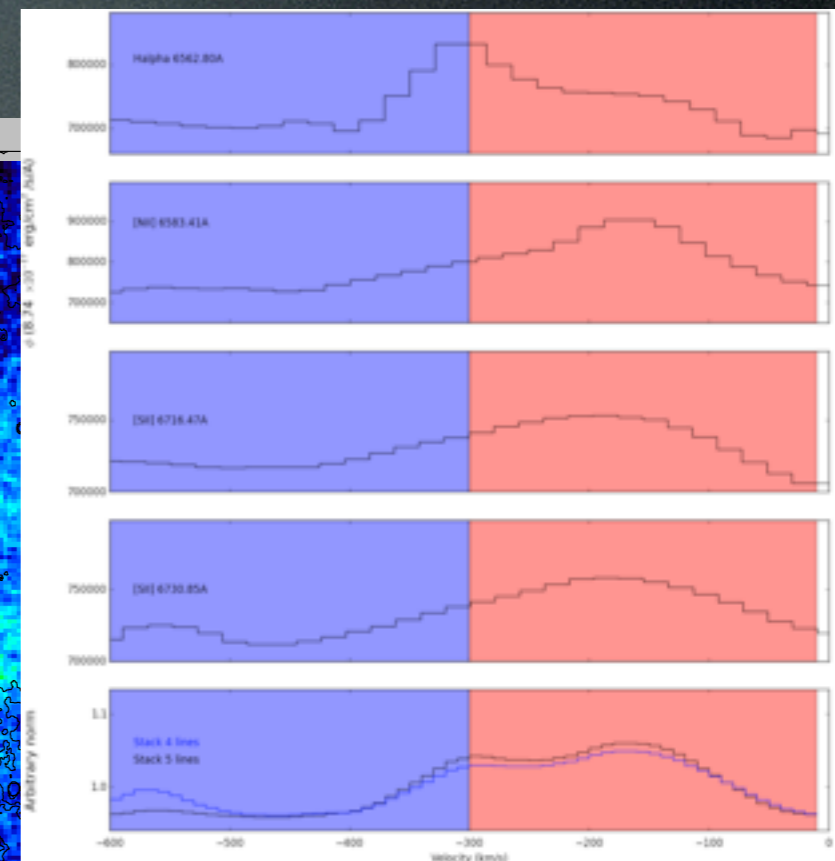 800000
Halpha 6562.80A
700000
900000
[NII] 6583.41A
800000
700000
750000
[SII] 6716.47A
700000
750000
[SII] 6730.85A
700000
1.1
Stack 4 lines
Stack 5 lines
1.0
Arbitrary norm
−600 −500 −400 −300 −200 −100 0
Velocity (km/s)